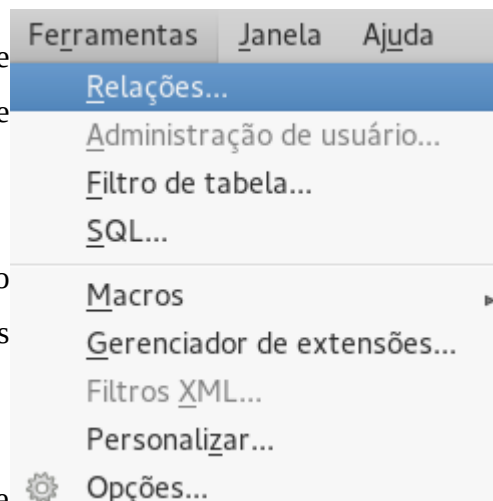 Ferramentas Janela Ajuda
e
Relações...
e
Administração de usuário...
Filtro de tabela...
SQL...
o
Macros
s
Gerenciador de extensões...
Filtros XML...
Personalizar...
e
Opções...